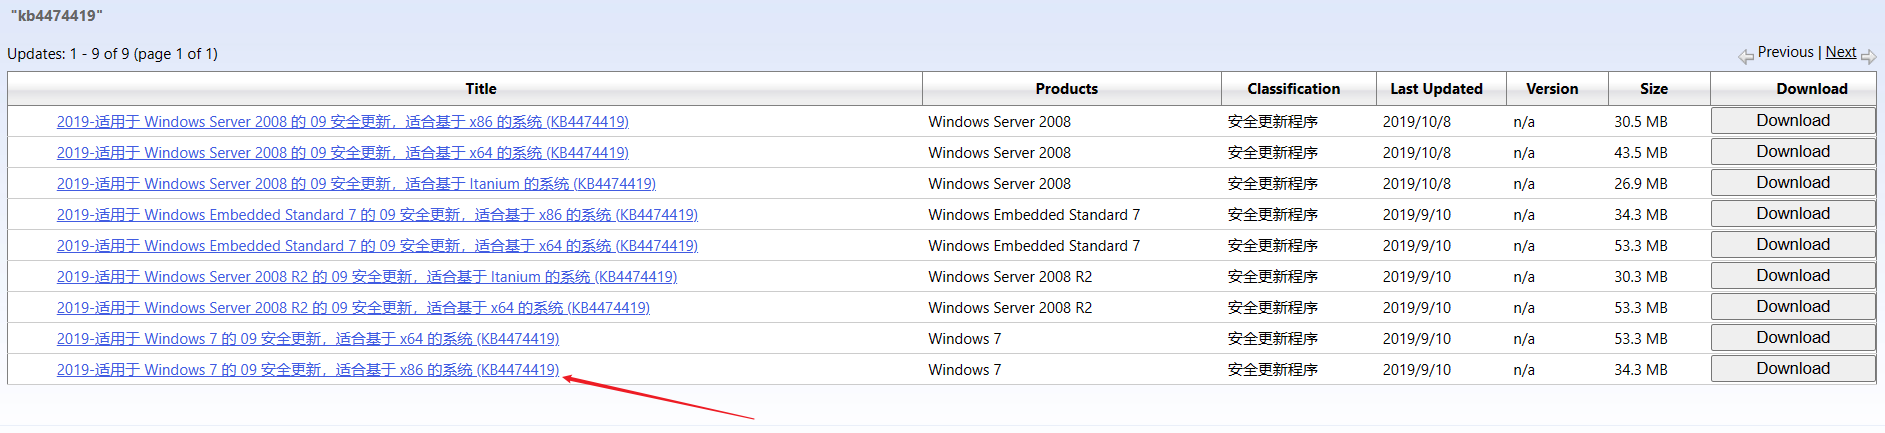 "kb4474419"
Updates: 1 - 9 of 9 (page 1 of 1)
Previous | Next
Title Products Classification Last Updated Version Size Download
2019-适用于 Windows Server 2008 的 09 安全更新，适合基于 x86 的系统 (KB4474419) Windows Server 2008 安全更新程序 2019/10/8 n/a 30.5 MB Download
2019-适用于 Windows Server 2008 的 09 安全更新，适合基于 x64 的系统 (KB4474419) Windows Server 2008 安全更新程序 2019/10/8 n/a 43.5 MB Download
2019-适用于 Windows Server 2008 的 09 安全更新，适合基于 Itanium 的系统 (KB4474419) Windows Server 2008 安全更新程序 2019/10/8 n/a 26.9 MB Download
2019-适用于 Windows Embedded Standard 7 的 09 安全更新，适合基于 x86 的系统 (KB4474419) Windows Embedded Standard 7 安全更新程序 2019/9/10 n/a 34.3 MB Download
2019-适用于 Windows Embedded Standard 7 的 09 安全更新，适合基于 x64 的系统 (KB4474419) Windows Embedded Standard 7 安全更新程序 2019/9/10 n/a 53.3 MB Download
2019-适用于 Windows Server 2008 R2 的 09 安全更新，适合基于 Itanium 的系统 (KB4474419) Windows Server 2008 R2 安全更新程序 2019/9/10 n/a 30.3 MB Download
2019-适用于 Windows Server 2008 R2 的 09 安全更新，适合基于 x64 的系统 (KB4474419) Windows Server 2008 R2 安全更新程序 2019/9/10 n/a 53.3 MB Download
2019-适用于 Windows 7 的 09 安全更新，适合基于 x64 的系统 (KB4474419) Windows 7 安全更新程序 2019/9/10 n/a 53.3 MB Download
2019-适用于 Windows 7 的 09 安全更新，适合基于 x86 的系统 (KB4474419) Windows 7 安全更新程序 2019/9/10 n/a 34.3 MB Download